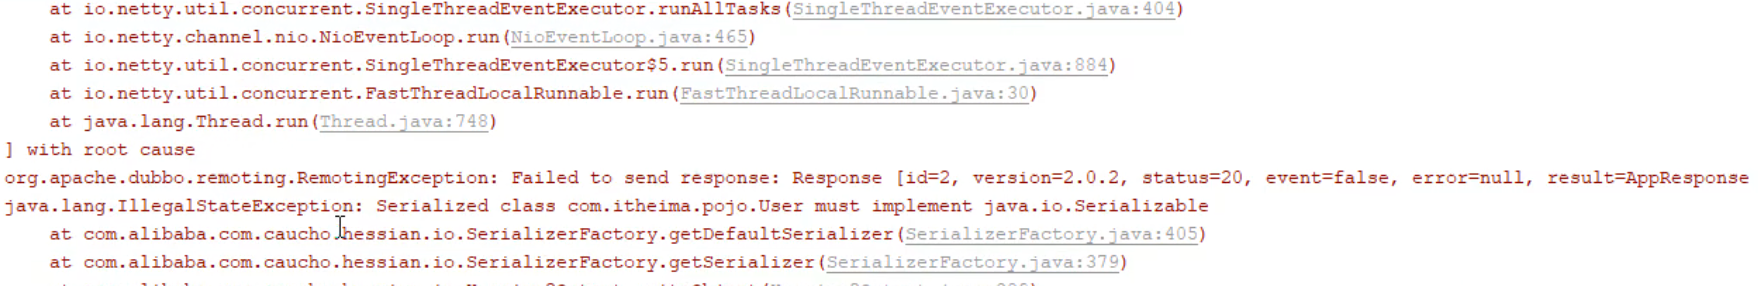 at io.netty.util.concurrent.SingleThreadEventExecutor.runAllTasks(SingleThreadEventExecutor.java:404)
at io.netty.channel.nio.NioEventLoop.run(NioEventLoop.java:465)
at io.netty.util.concurrent.SingleThreadEventExecutor$5.run(SingleThreadEventExecutor.java:884)
at io.netty.util.concurrent.FastThreadLocalRunnable.run(FastThreadLocalRunnable.java:30)
at java.lang.Thread.run(Thread.java:748)
] with root cause
org.apache.dubbo.remoting.RemotingException: Failed to send response: Response [id=2, version=2.0.2, status=20, event=false, error=null, result=AppResponse
java.lang.IllegalStateException: Serialized class com.itheima.pojo.User must implement java.io.Serializable
at com.alibaba.com.caucho.hessian.io.SerializerFactory.getDefaultSerializer(SerializerFactory.java:405)
at com.alibaba.com.caucho.hessian.io.SerializerFactory.getSerializer(SerializerFactory.java:379)